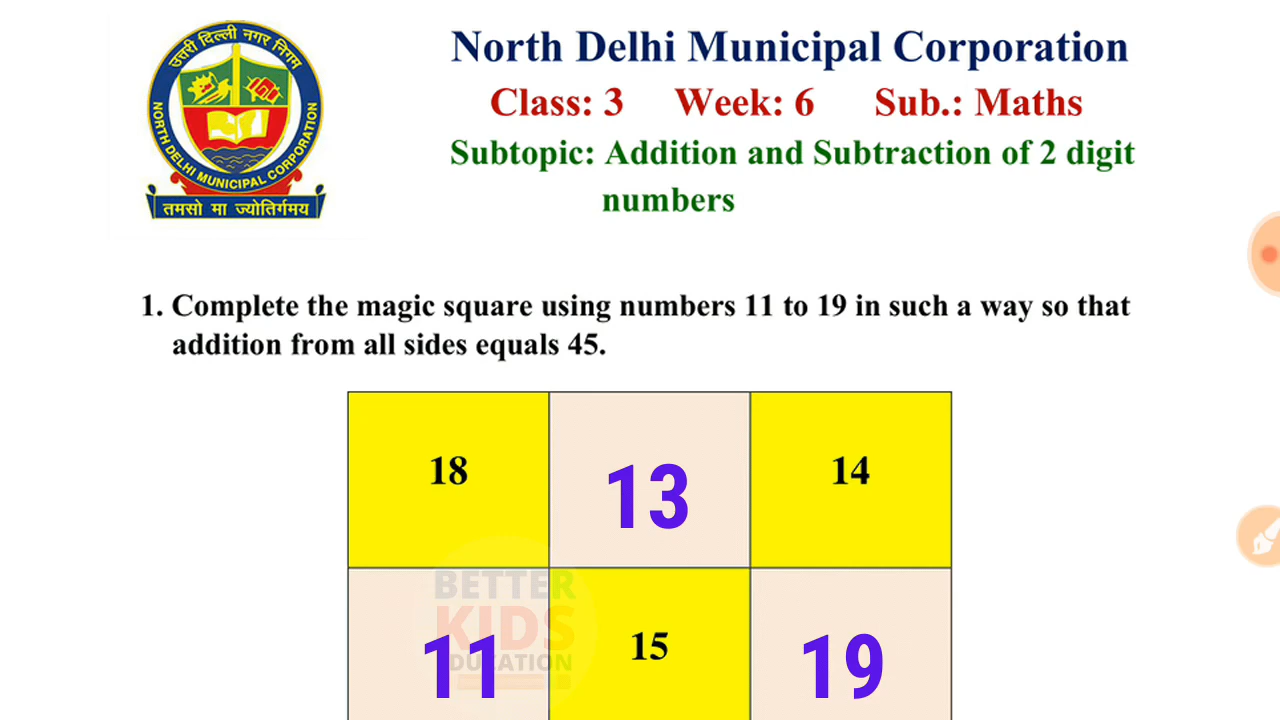 उत्तरी दिल्ली नगर निगम
NORTH DELHI MUNICIPAL CORPORATION
तमसो मा ज्योतिर्गमय
North Delhi Municipal Corporation
Class: 3 Week: 6 Sub.: Maths
Subtopic: Addition and Subtraction of 2 digit
numbers
1. Complete the magic square using numbers 11 to 19 in such a way so that
addition from all sides equals 45.
18 13 14
BETTER
KIDS
EDUCATION
11 15 19